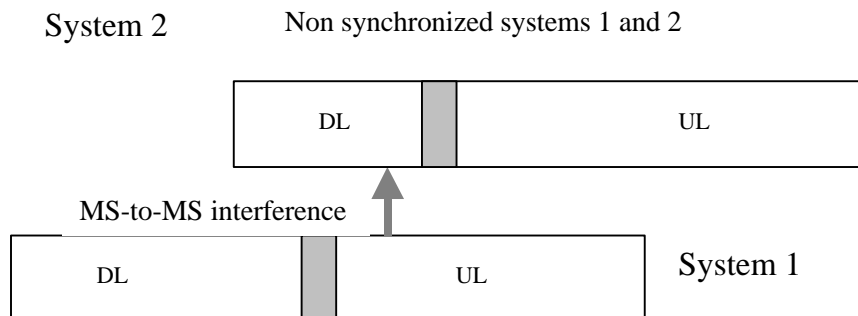 System 2
Non synchronized systems 1 and 2
DL
UL
MS-to-MS interference
DL
UL
System 1